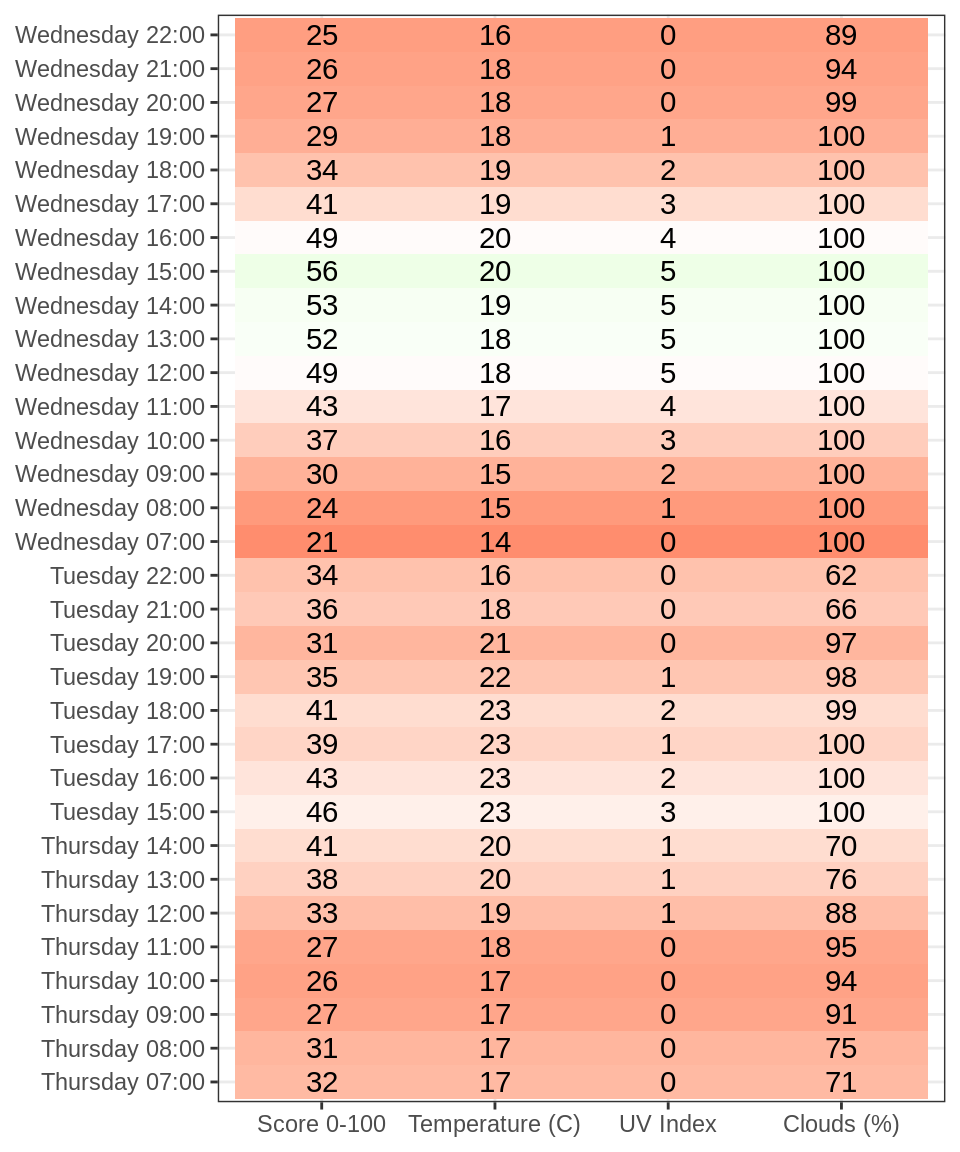 Wednesday 22:00 25 16 0 89
Wednesday 21:00 26 18 0 94
Wednesday 20:00 27 18 0 99
Wednesday 19:00 29 18 1 100
Wednesday 18:00 34 19 2 100
Wednesday 17:00 41 19 3 100
Wednesday 16:00 49 20 4 100
Wednesday 15:00 56 20 5 100
Wednesday 14:00 53 19 5 100
Wednesday 13:00 52 18 5 100
Wednesday 12:00 49 18 5 100
Wednesday 11:00 43 17 4 100
Wednesday 10:00 37 16 3 100
Wednesday 09:00 30 15 2 100
Wednesday 08:00 24 15 1 100
Wednesday 07:00 21 14 0 100
Tuesday 22:00 34 16 0 62
Tuesday 21:00 36 18 0 66
Tuesday 20:00 31 21 0 97
Tuesday 19:00 35 22 1 98
Tuesday 18:00 41 23 2 99
Tuesday 17:00 39 23 1 100
Tuesday 16:00 43 23 2 100
Tuesday 15:00 46 23 3 100
Thursday 14:00 41 20 1 70
Thursday 13:00 38 20 1 76
Thursday 12:00 33 19 1 88
Thursday 11:00 27 18 0 95
Thursday 10:00 26 17 0 94
Thursday 09:00 27 17 0 91
Thursday 08:00 31 17 0 75
Thursday 07:00 32 17 0 71
Score 0-100 Temperature (C) UV Index Clouds (%)